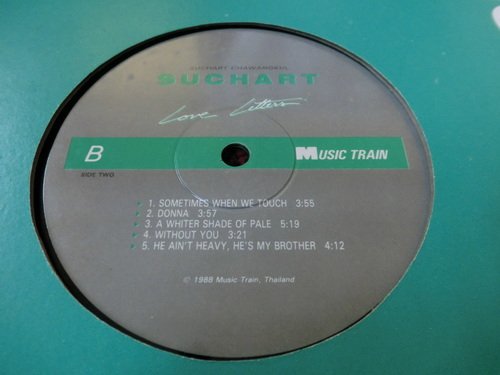 SUCHART CHAWANGKUL
SUCHART
Love Letters
B
MUSIC TRAIN
SIDE TWO
1. SOMETIMES WHEN WE TOUCH 3:55
2. DONNA 3:57
3. A WHITER SHADE OF PALE 5:19
4. WITHOUT YOU 3:21
5. HE AIN'T HEAVY, HE'S MY BROTHER 4:12
© 1988 Music Train, Thailand